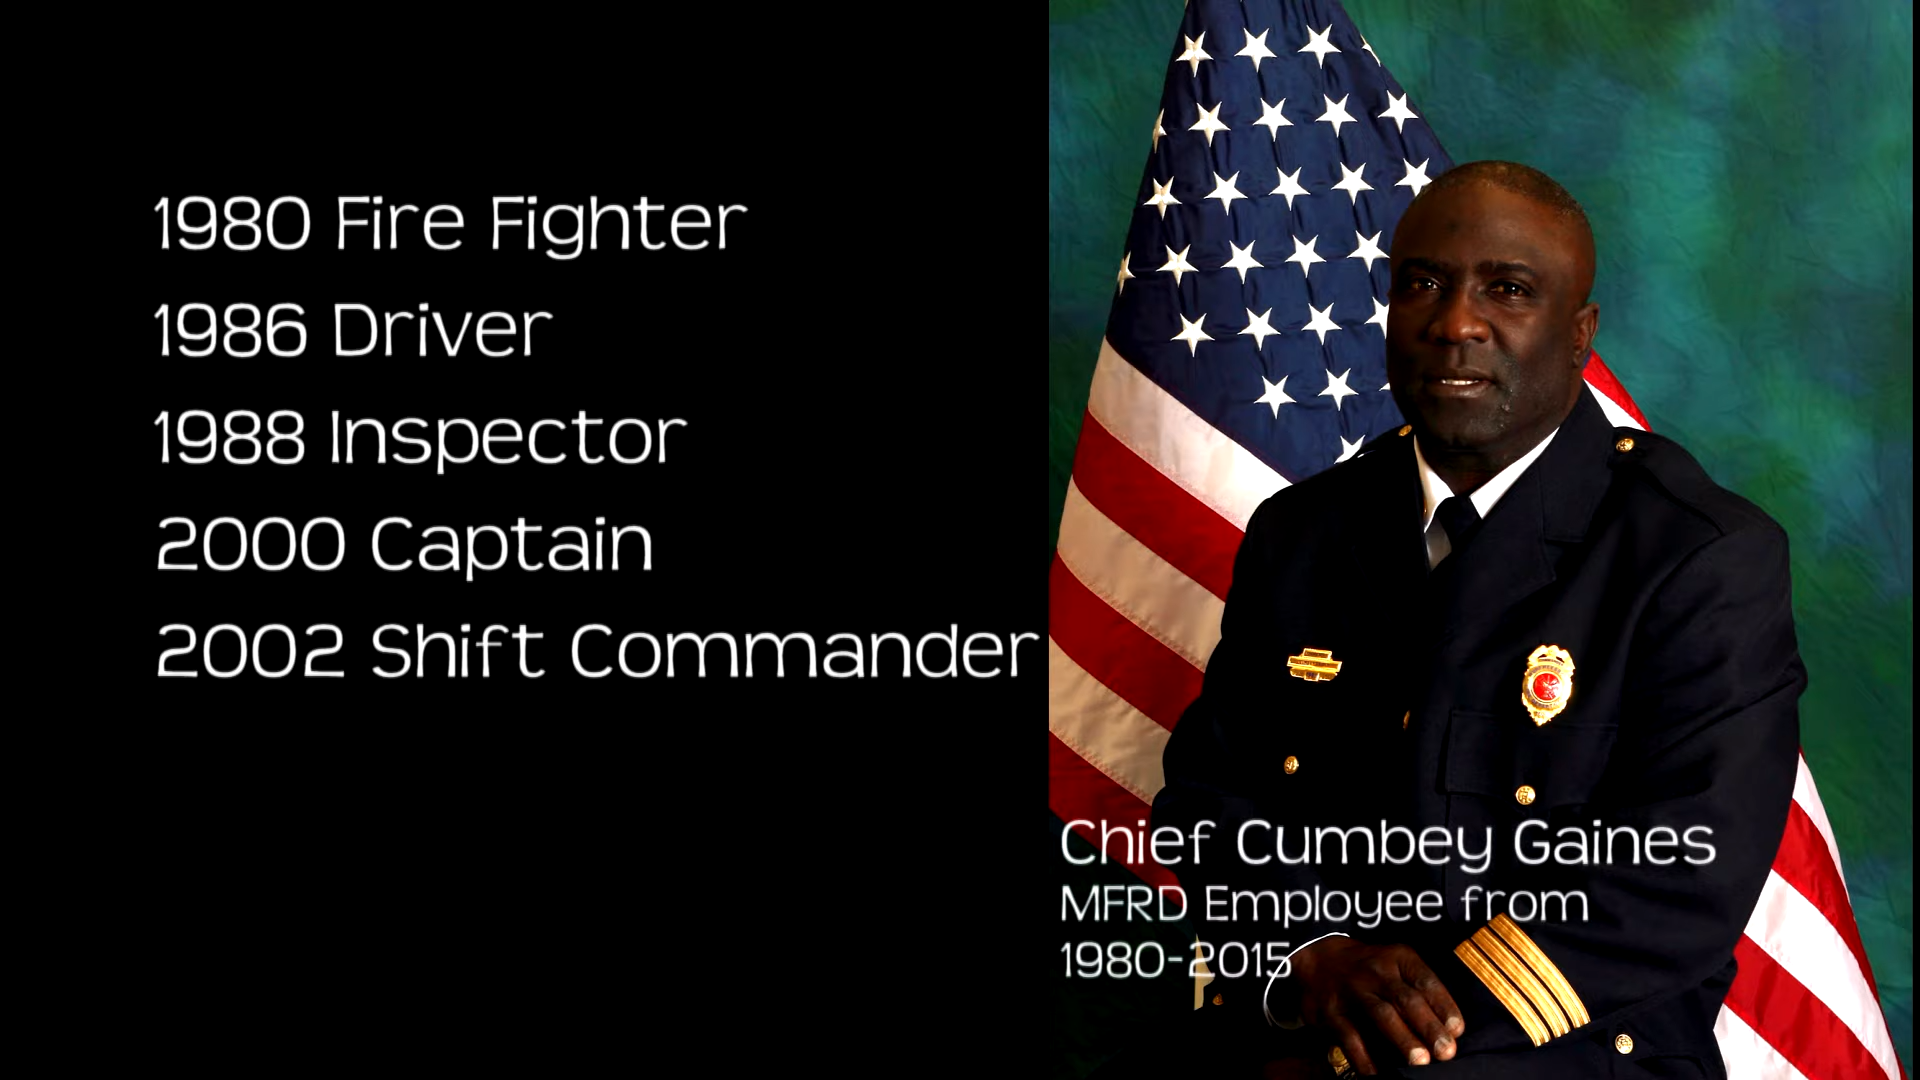 1980 Fire Fighter
1986 Driver
1988 Inspector
2000 Captain
2002 Shift Commander
Chief Cumbey Gaines
MFRD Employee from
1980-2015